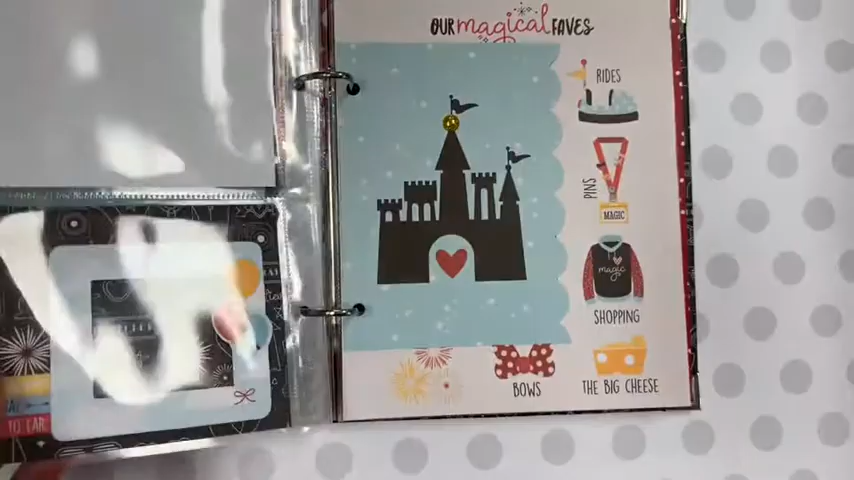 OUR magical FAVES
RIDES
PINS
MAGIC
magic
SHOPPING
BOWS
THE BIG CHEESE